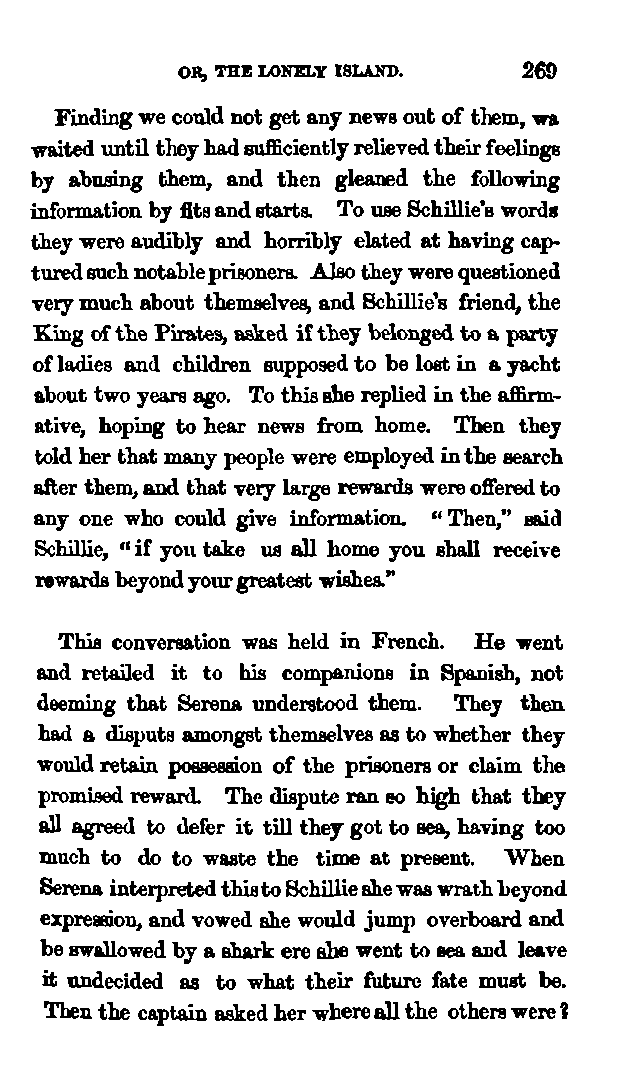 OR, THE LONELY ISLAND. 269
Finding we could not get any news out of them, we
waited until they had sufficiently relieved their feelings
by abusing them, and then gleaned the following
information by fits and starts. To use Schillie's words
they were audibly and horribly elated at having cap-
tured such notable prisoners. Also they were questioned
very much about themselves, and Schillie's friend, the
King of the Pirates, asked if they belonged to a party
of ladies and children supposed to be lost in a yacht
about two years ago. To this she replied in the affirm-
ative, hoping to hear news from home. Then they
told her that many people were employed in the search
after them, and that very large rewards were offered to
any one who could give information. "Then," said
Schillie, "if you take us all home you shall receive
rewards beyond your greatest wishes."
This conversation was held in French. He went
and retailed it to his companions in Spanish, not
deeming that Serena understood them. They then
had a dispute amongst themselves as to whether they
would retain possession of the prisoners or claim the
promised reward. The dispute ran so high that they
all agreed to defer it till they got to sea, having too
much to do to waste the time at present. When
Serena interpreted this to Schillie she was wrath beyond
expression, and vowed she would jump overboard and
be swallowed by a shark ere she went to sea and leave
it undecided as to what their future fate must be.
Then the captain asked her where all the others were?